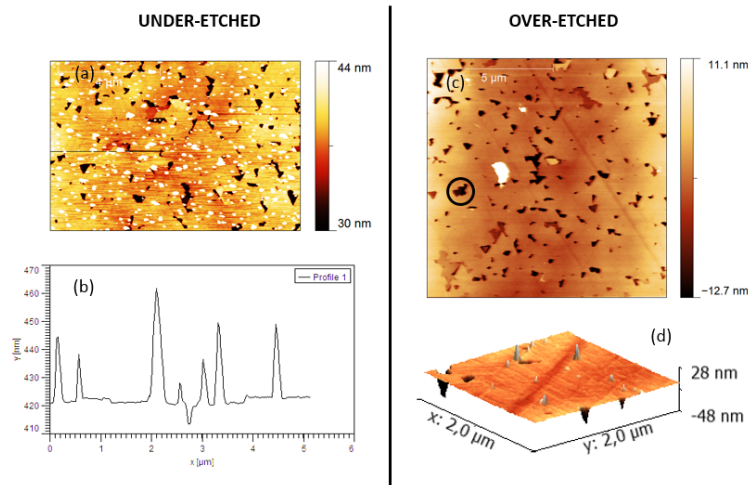 UNDER-ETCHED
(a)
44 nm
30 nm
(b)
Profile 1
y [nm]
470
460
450
440
430
420
410
0
1
2
3
4
5
6
x [µm]
OVER-ETCHED
(c)
5 µm
11.1 nm
−12.7 nm
(d)
28 nm
-48 nm
x: 2,0 µm
y: 2,0 µm